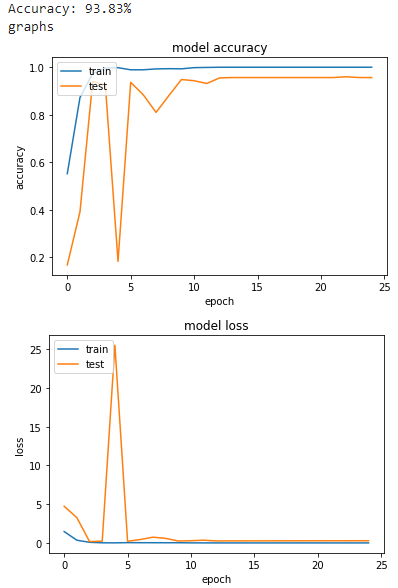 Accuracy: 93.83%
graphs
model accuracy
train
test
1.0
0.8
0.6
0.4
0.2
accuracy
0 5 10 15 20 25
epoch
model loss
train
test
25
20
15
10
5
0
loss
0 5 10 15 20 25
epoch